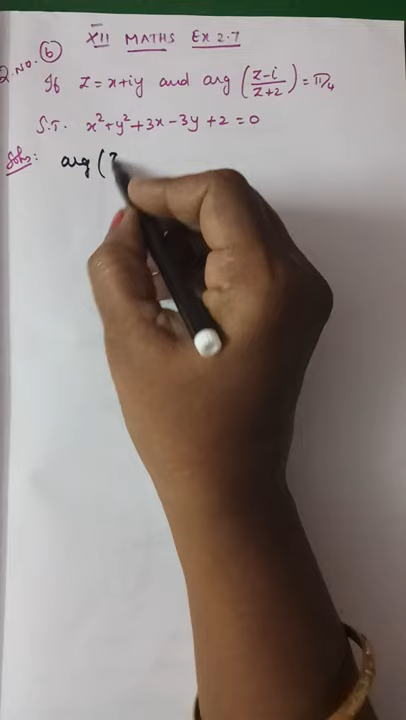 XII MATHS Ex 2.7
Q.NO. 6 If z = x+iy and arg (z-i/z+2) = π/4
S.T. x²+y²+3x-3y+2=0
Soln: arg (z